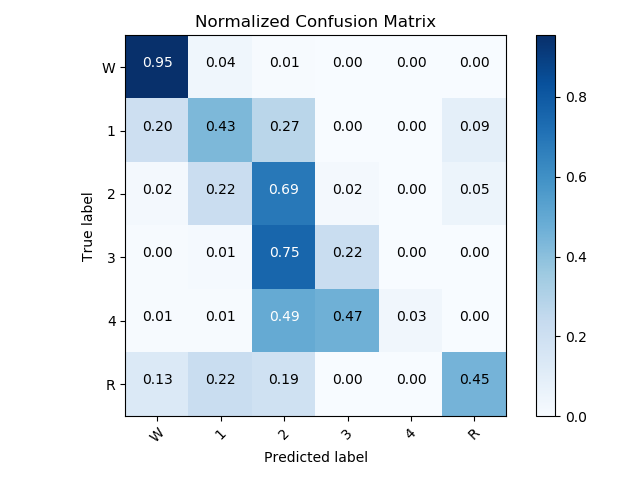 Normalized Confusion Matrix
W 0.95 0.04 0.01 0.00 0.00 0.00
1 0.20 0.43 0.27 0.00 0.00 0.09
2 0.02 0.22 0.69 0.02 0.00 0.05
3 0.00 0.01 0.75 0.22 0.00 0.00
4 0.01 0.01 0.49 0.47 0.03 0.00
R 0.13 0.22 0.19 0.00 0.00 0.45
W 1 2 3 4 R
True label
Predicted label
0.8
0.6
0.4
0.2
0.0